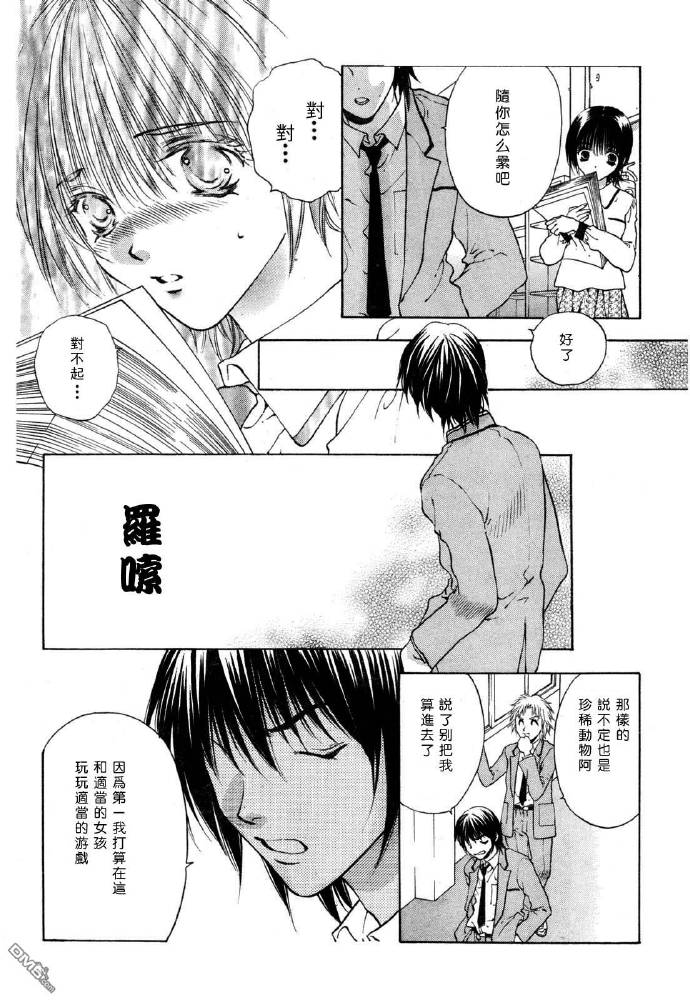 隨你怎么累吧
對…
對…
對不起…
好了
羅
嗦
那樣的
說不定也是
珍稀動物阿
說了別把我
算進去了
因爲第一我打算在這
和適當的女孩
玩玩適當的游戲
DM5